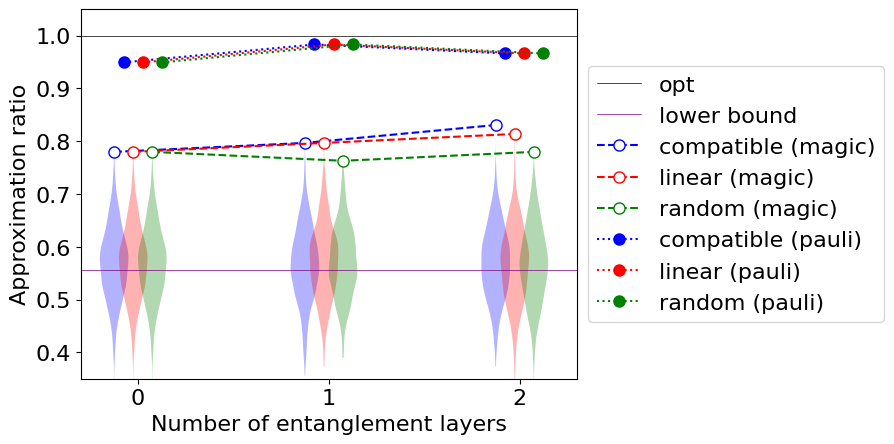 1.0
0.9
0.8
0.7
0.6
0.5
0.4
Approximation ratio
0 1 2
Number of entanglement layers
opt
lower bound
compatible (magic)
linear (magic)
random (magic)
compatible (pauli)
linear (pauli)
random (pauli)